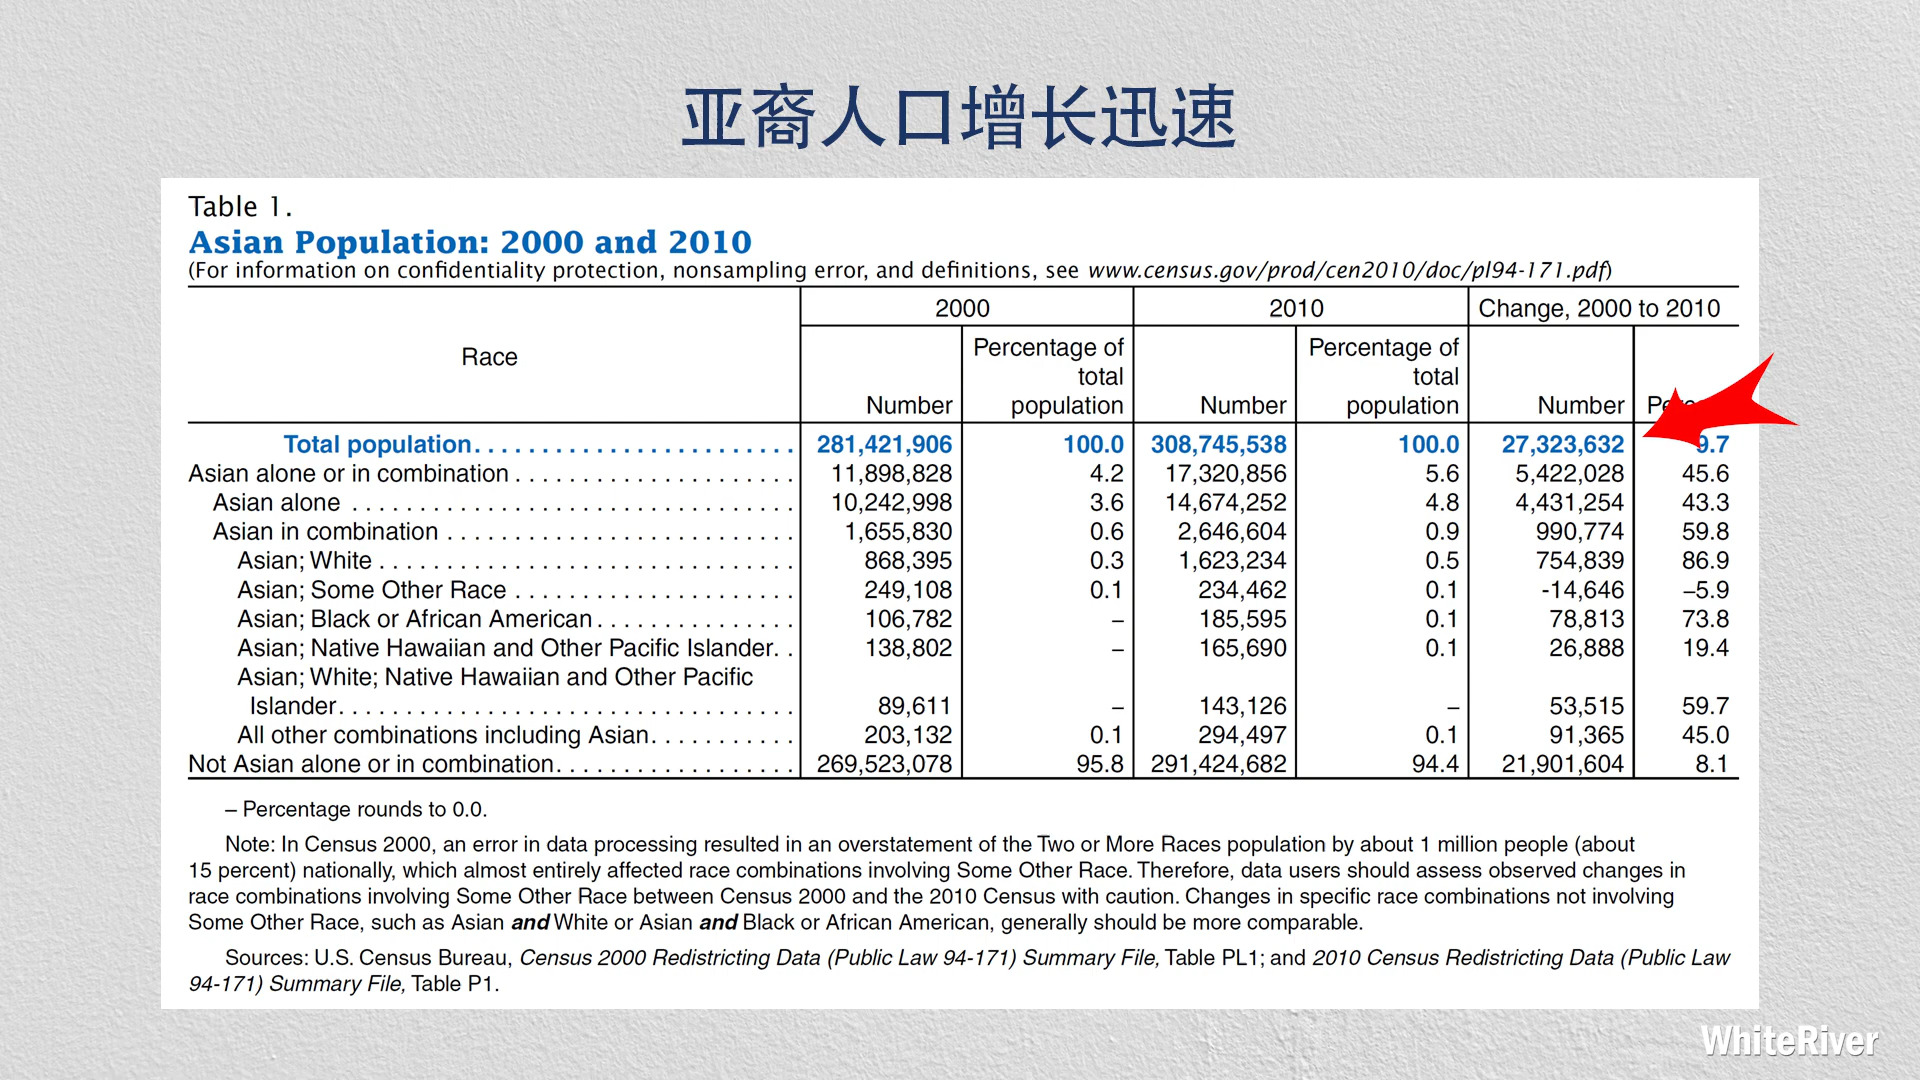 亚裔人口增长迅速
Table 1.
Asian Population: 2000 and 2010
(For information on confidentiality protection, nonsampling error, and definitions, see www.census.gov/prod/cen2010/doc/pl94-171.pdf)
Race 2000 2010 Change, 2000 to 2010
Number Percentage of total population Number Percentage of total population Number
Total population. . . . . . . . . . . . . . . . . . . . . . . . 281,421,906 100.0 308,745,538 100.0 27,323,632 9.7
Asian alone or in combination . . . . . . . . . . . . . . . . . . . . . 11,898,828 4.2 17,320,856 5.6 5,422,028 45.6
Asian alone . . . . . . . . . . . . . . . . . . . . . . . . . . . . . . . . . 10,242,998 3.6 14,674,252 4.8 4,431,254 43.3
Asian in combination . . . . . . . . . . . . . . . . . . . . . . . . . . 1,655,830 0.6 2,646,604 0.9 990,774 59.8
Asian; White . . . . . . . . . . . . . . . . . . . . . . . . . . . . . . . 868,395 0.3 1,623,234 0.5 754,839 86.9
Asian; Some Other Race . . . . . . . . . . . . . . . . . . . . . 249,108 0.1 234,462 0.1 -14,646 –5.9
Asian; Black or African American . . . . . . . . . . . . . . . 106,782 – 185,595 0.1 78,813 73.8
Asian; Native Hawaiian and Other Pacific Islander. . 138,802 – 165,690 0.1 26,888 19.4
Asian; White; Native Hawaiian and Other Pacific
Islander. . . . . . . . . . . . . . . . . . . . . . . . . . . . . . . . . . 89,611 – 143,126 – 53,515 59.7
All other combinations including Asian. . . . . . . . . . . 203,132 0.1 294,497 0.1 91,365 45.0
Not Asian alone or in combination. . . . . . . . . . . . . . . . . . 269,523,078 95.8 291,424,682 94.4 21,901,604 8.1
– Percentage rounds to 0.0.
Note: In Census 2000, an error in data processing resulted in an overstatement of the Two or More Races population by about 1 million people (about
15 percent) nationally, which almost entirely affected race combinations involving Some Other Race. Therefore, data users should assess observed changes in
race combinations involving Some Other Race between Census 2000 and the 2010 Census with caution. Changes in specific race combinations not involving
Some Other Race, such as Asian and White or Asian and Black or African American, generally should be more comparable.
Sources: U.S. Census Bureau, Census 2000 Redistricting Data (Public Law 94-171) Summary File, Table PL1; and 2010 Census Redistricting Data (Public Law
94-171) Summary File, Table P1.
WhiteRiver